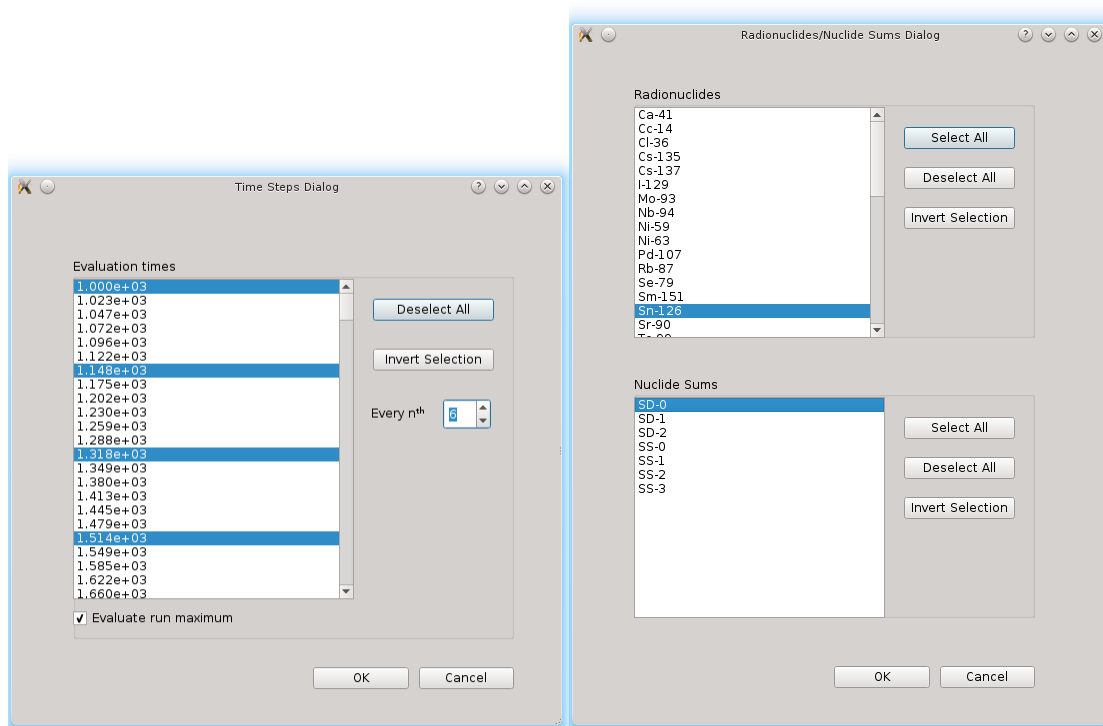 Time Steps Dialog
Evaluation times
1.000e+03
1.023e+03
1.047e+03
1.072e+03
1.096e+03
1.122e+03
1.148e+03
1.175e+03
1.202e+03
1.230e+03
1.259e+03
1.288e+03
1.318e+03
1.349e+03
1.380e+03
1.413e+03
1.445e+03
1.479e+03
1.514e+03
1.549e+03
1.585e+03
1.622e+03
1.660e+03
Deselect All
Invert Selection
Every nᵗʰ 6
Evaluate run maximum
OK Cancel
Radionuclides/Nuclide Sums Dialog
Radionuclides
Ca-41
Cc-14
Cl-36
Cs-135
Cs-137
I-129
Mo-93
Nb-94
Ni-59
Ni-63
Pd-107
Rb-87
Se-79
Sm-151
Sn-126
Sr-90
Select All
Deselect All
Invert Selection
Nuclide Sums
SD-0
SD-1
SD-2
SS-0
SS-1
SS-2
SS-3
Select All
Deselect All
Invert Selection
OK Cancel